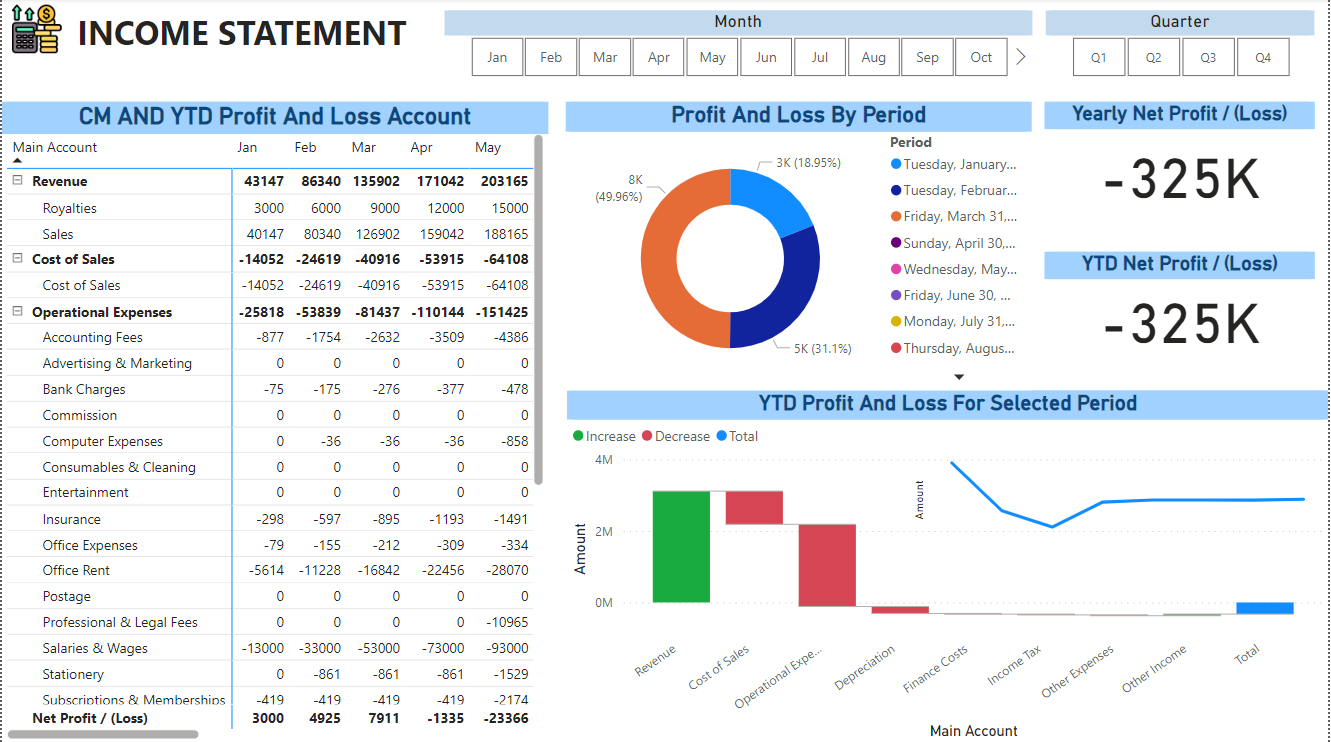 INCOME STATEMENT
Month
Jan Feb Mar Apr May Jun Jul Aug Sep Oct
Quarter
Q1 Q2 Q3 Q4
CM AND YTD Profit And Loss Account
Main Account Jan Feb Mar Apr May
Revenue 43147 86340 135902 171042 203165
Royalties 3000 6000 9000 12000 15000
Sales 40147 80340 126902 159042 188165
Cost of Sales -14052 -24619 -40916 -53915 -64108
Cost of Sales -14052 -24619 -40916 -53915 -64108
Operational Expenses -25818 -53839 -81437 -110144 -151425
Accounting Fees -877 -1754 -2632 -3509 -4386
Advertising & Marketing 0 0 0 0 0
Bank Charges -75 -175 -276 -377 -478
Commission 0 0 0 0 0
Computer Expenses 0 -36 -36 -36 -858
Consumables & Cleaning 0 0 0 0 0
Entertainment 0 0 0 0 0
Insurance -298 -597 -895 -1193 -1491
Office Expenses -79 -155 -212 -309 -334
Office Rent -5614 -11228 -16842 -22456 -28070
Postage 0 0 0 0 0
Professional & Legal Fees 0 0 0 0 -10965
Salaries & Wages -13000 -33000 -53000 -73000 -93000
Stationery 0 -861 -861 -861 -1529
Subscriptions & Memberships -419 -419 -419 -419 -2174
Net Profit / (Loss) 3000 4925 7911 -1335 -23366
Profit And Loss By Period
3K (18.95%)
8K
(49.96%)
5K (31.1%)
Period
Tuesday, January...
Tuesday, Februar...
Friday, March 31,...
Sunday, April 30,...
Wednesday, May...
Friday, June 30, ...
Monday, July 31,...
Thursday, Augus...
Yearly Net Profit / (Loss)
-325K
YTD Net Profit / (Loss)
-325K
YTD Profit And Loss For Selected Period
Increase Decrease Total
4M
2M
0M
Amount
Amount
Revenue
Cost of Sales
Operational Expe...
Depreciation
Finance Costs
Income Tax
Other Expenses
Other Income
Total
Main Account